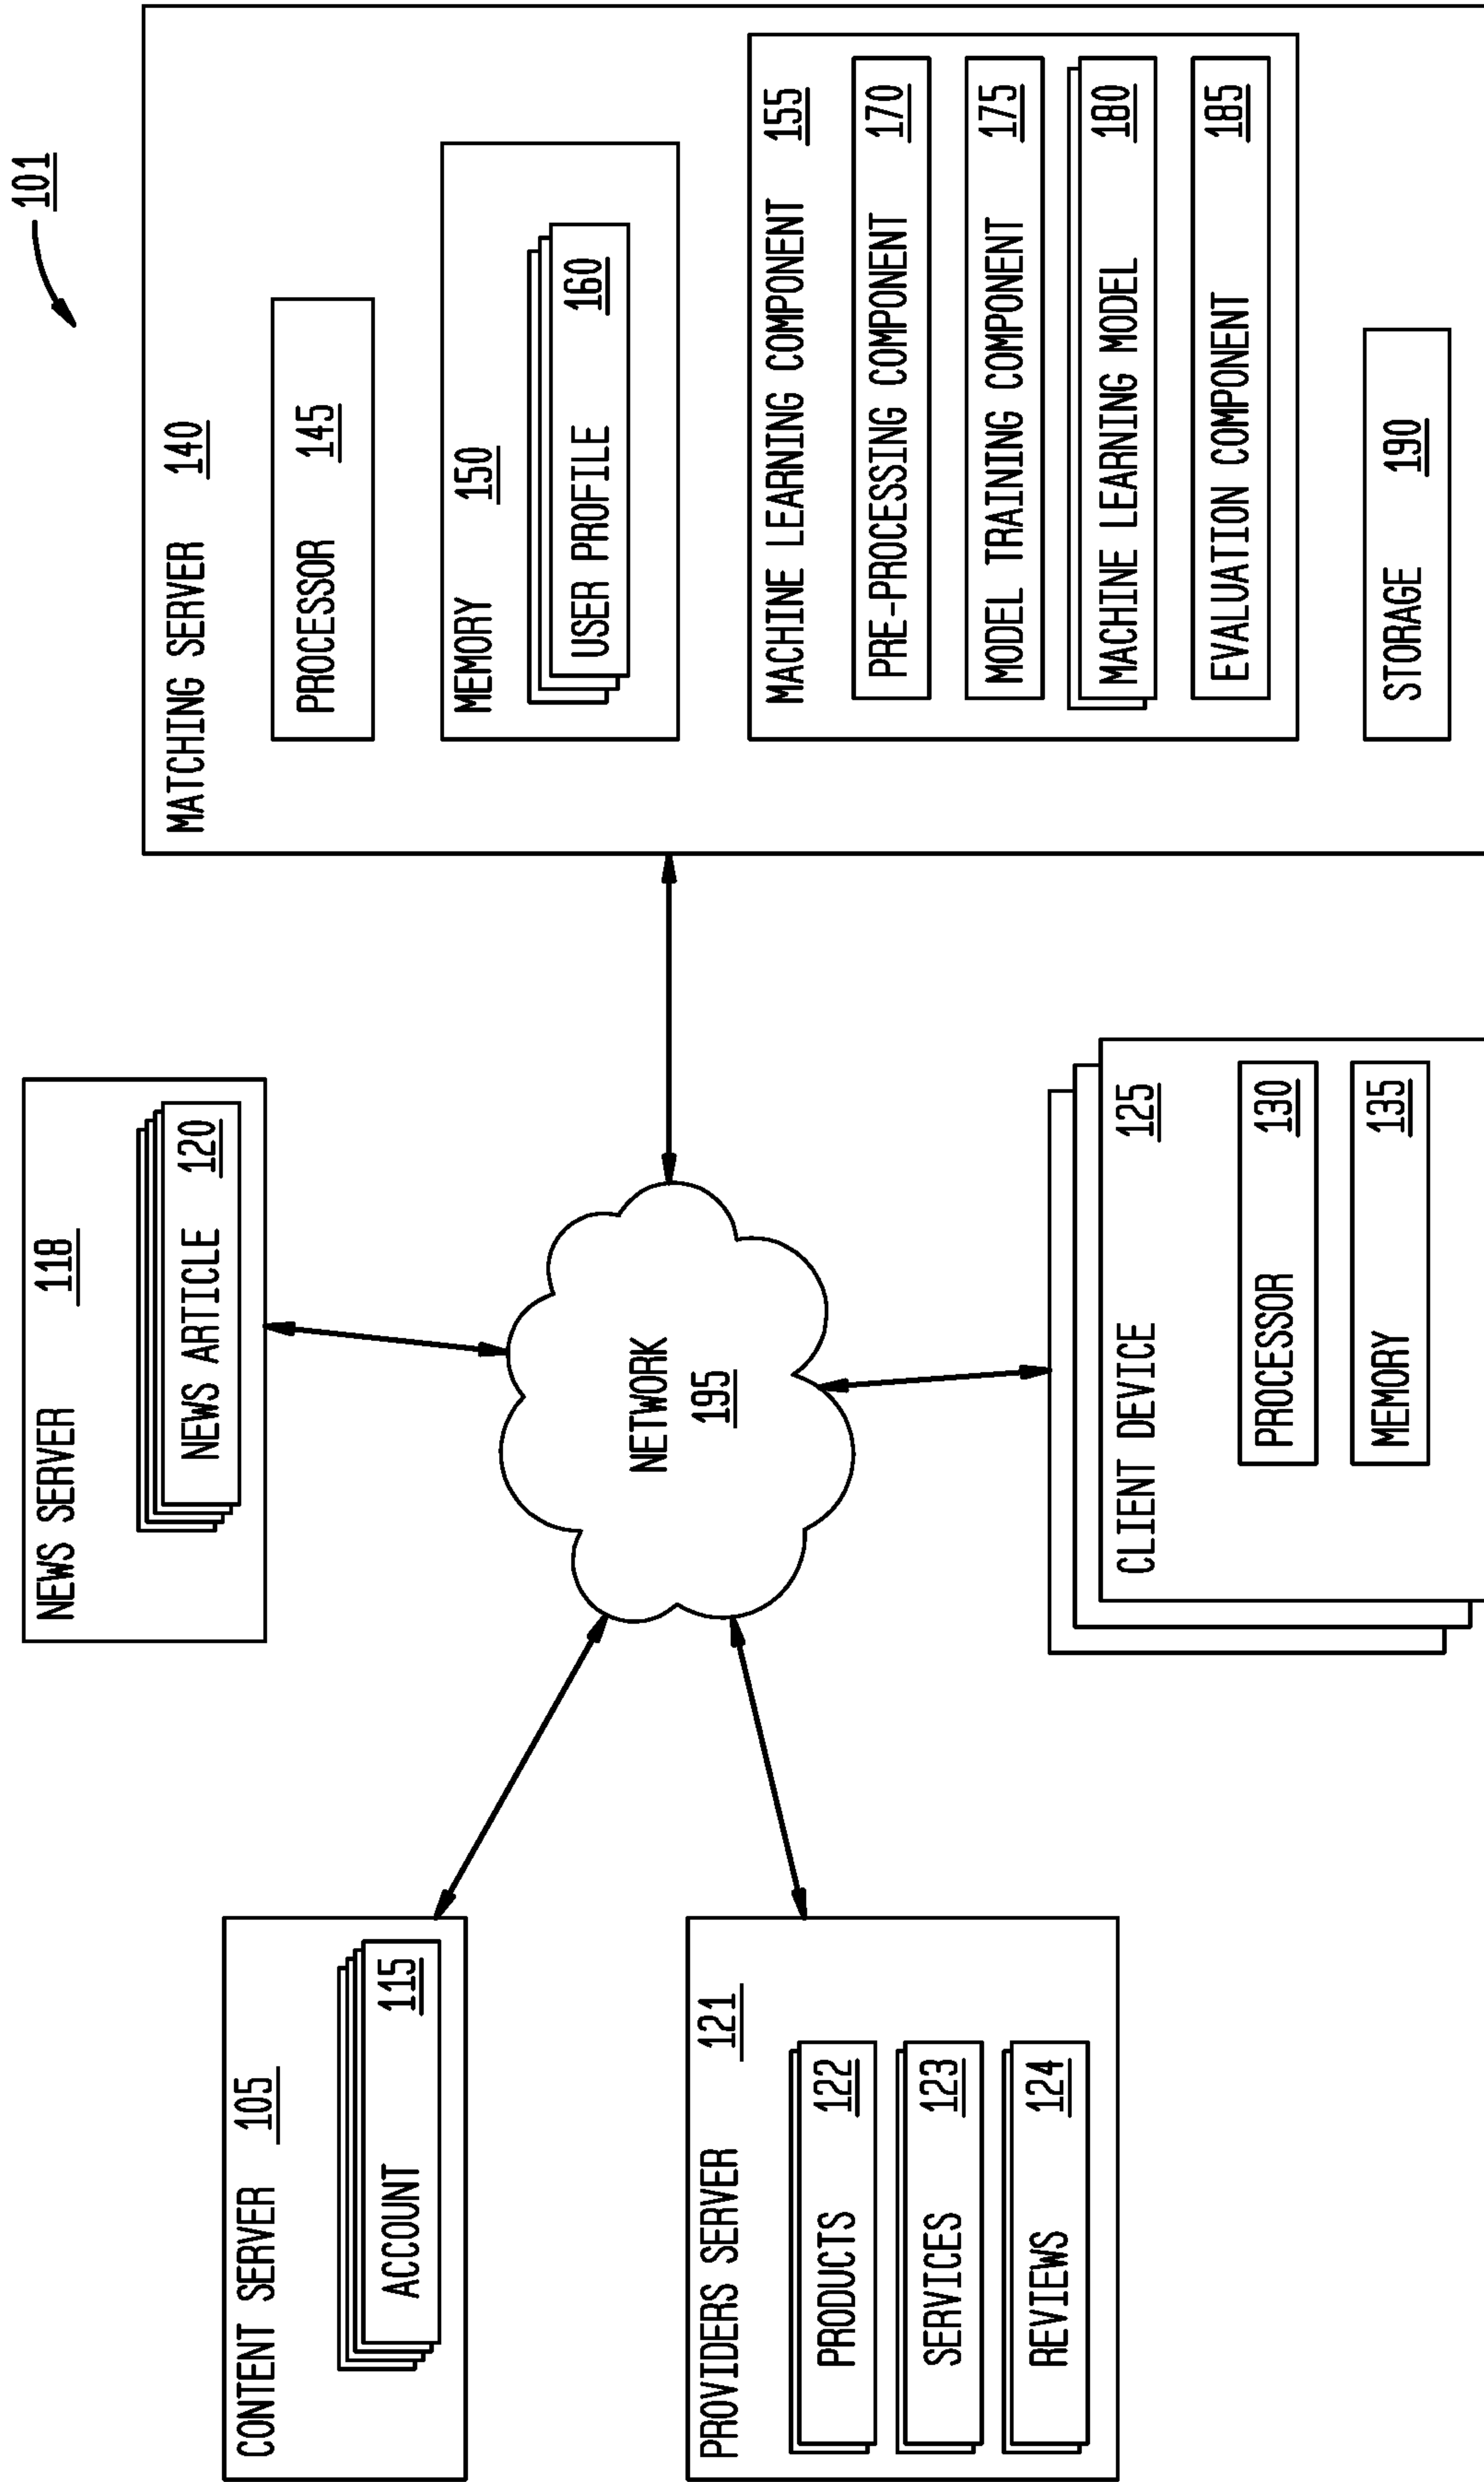 101
CONTENT SERVER 105
ACCOUNT 115
PROVIDERS SERVER 121
PRODUCTS 122
SERVICES 123
REVIEWS 124
NEWS SERVER 118
NEWS ARTICLE 120
NETWORK
195
CLIENT DEVICE 125
PROCESSOR 130
MEMORY 135
MATCHING SERVER 140
PROCESSOR 145
MEMORY 150
USER PROFILE 160
MACHINE LEARNING COMPONENT 155
PRE-PROCESSING COMPONENT 170
MODEL TRAINING COMPONENT 175
MACHINE LEARNING MODEL 180
EVALUATION COMPONENT 185
STORAGE 190